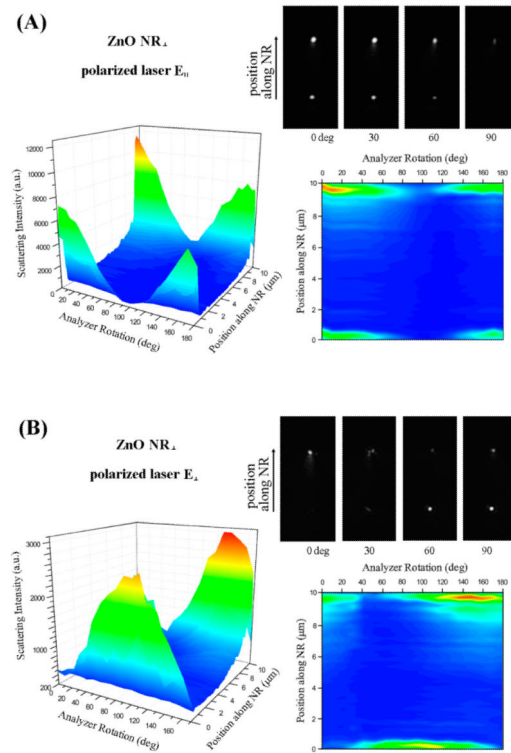 (A)
ZnO NR⊥
polarized laser E||
position
along NR
0 deg
30
60
90
Scattering Intensity (a.u.)
12000
10000
8000
6000
4000
2000
0
0 20 40 60 80 100 120 140 160 180
Analyzer Rotation (deg)
0 2 4 6 8 10
Position along NR (μm)
Analyzer Rotation (deg)
0 20 40 60 80 100 120 140 160 180
Position along NR (μm)
10
8
6
4
2
0
(B)
ZnO NR⊥
polarized laser E⊥
position
along NR
0 deg
30
60
90
Scattering Intensity (a.u.)
3000
2000
1000
200
0 20 40 60 80 100 120 140 160
Analyzer Rotation (deg)
0 2 4 6 8 10
Position along NR (μm)
Analyzer Rotation (deg)
0 20 40 60 80 100 120 140 160 180
Position along NR (μm)
10
8
6
4
2
0